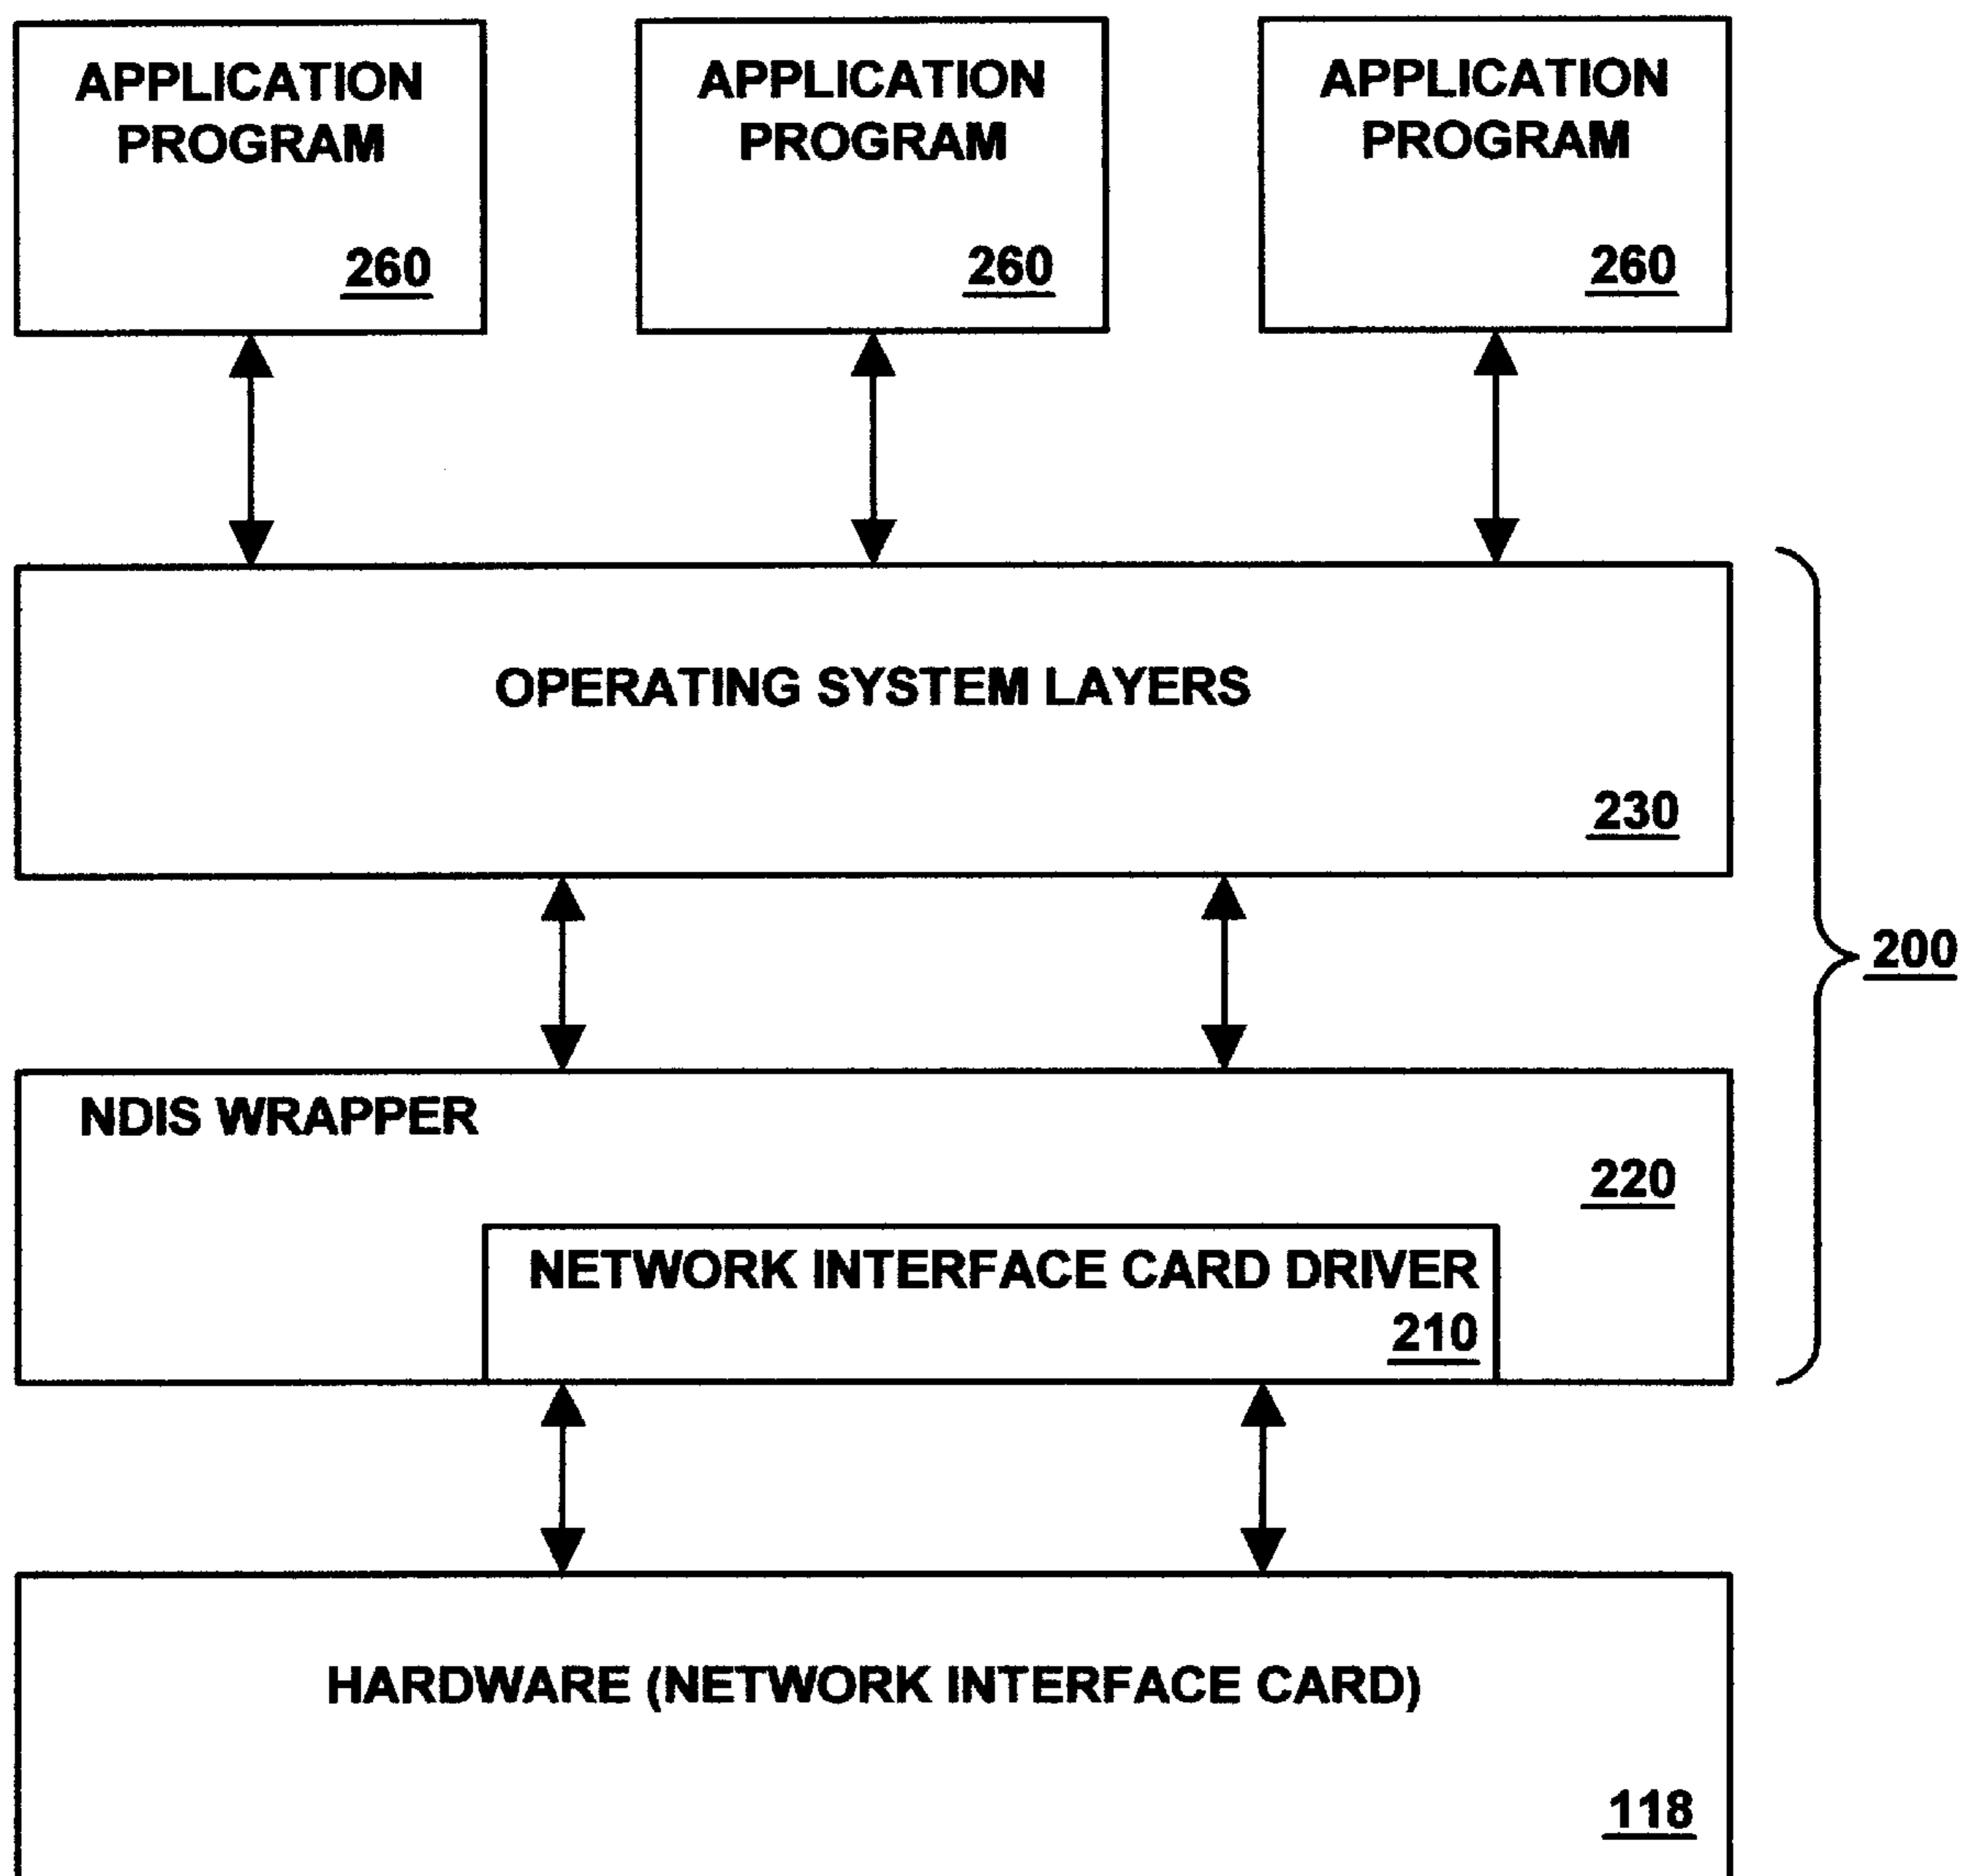 APPLICATION
PROGRAM
260
APPLICATION
PROGRAM
260
APPLICATION
PROGRAM
260
OPERATING SYSTEM LAYERS
230
200
NDIS WRAPPER
220
NETWORK INTERFACE CARD DRIVER
210
HARDWARE (NETWORK INTERFACE CARD)
118